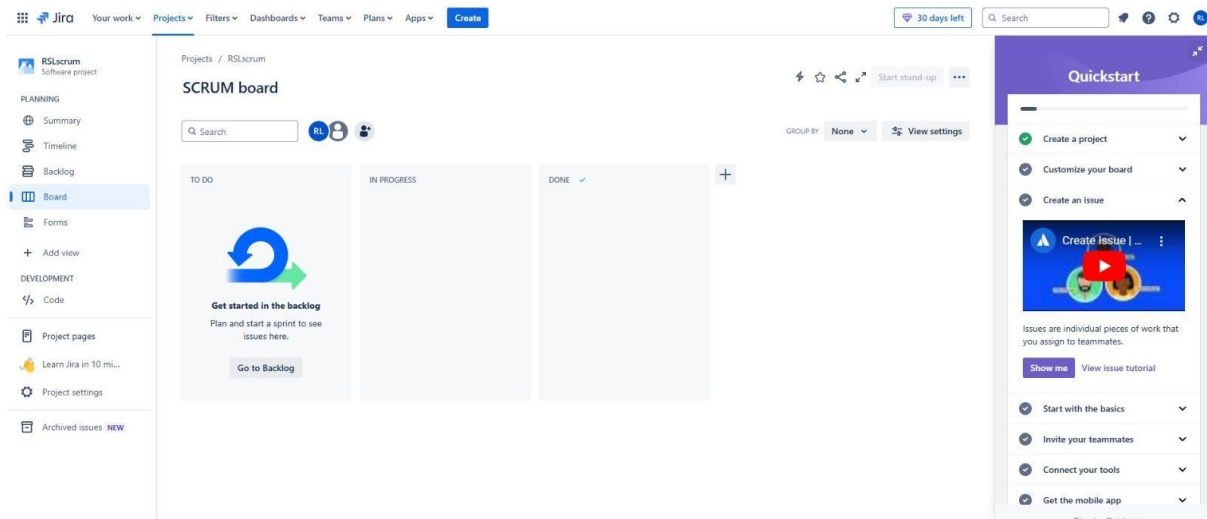 Jira
Your work
Projects
Filters
Dashboards
Teams
Plans
Apps
Create
30 days left
Search
RL
RSLscrum
Software project
PLANNING
Summary
Timeline
Backlog
Board
Forms
Add view
DEVELOPMENT
Code
Project pages
Learn Jira in 10 mi...
Project settings
Archived issues NEW
Projects / RSLscrum
SCRUM board
Start stand-up
Search
RL
GROUP BY None
View settings
TO DO
IN PROGRESS
DONE
Get started in the backlog
Plan and start a sprint to see
issues here.
Go to Backlog
Quickstart
Create a project
Customize your board
Create an issue
Create Issue | ...
Issues are individual pieces of work that
you assign to teammates.
Show me
View issue tutorial
Start with the basics
Invite your teammates
Connect your tools
Get the mobile app